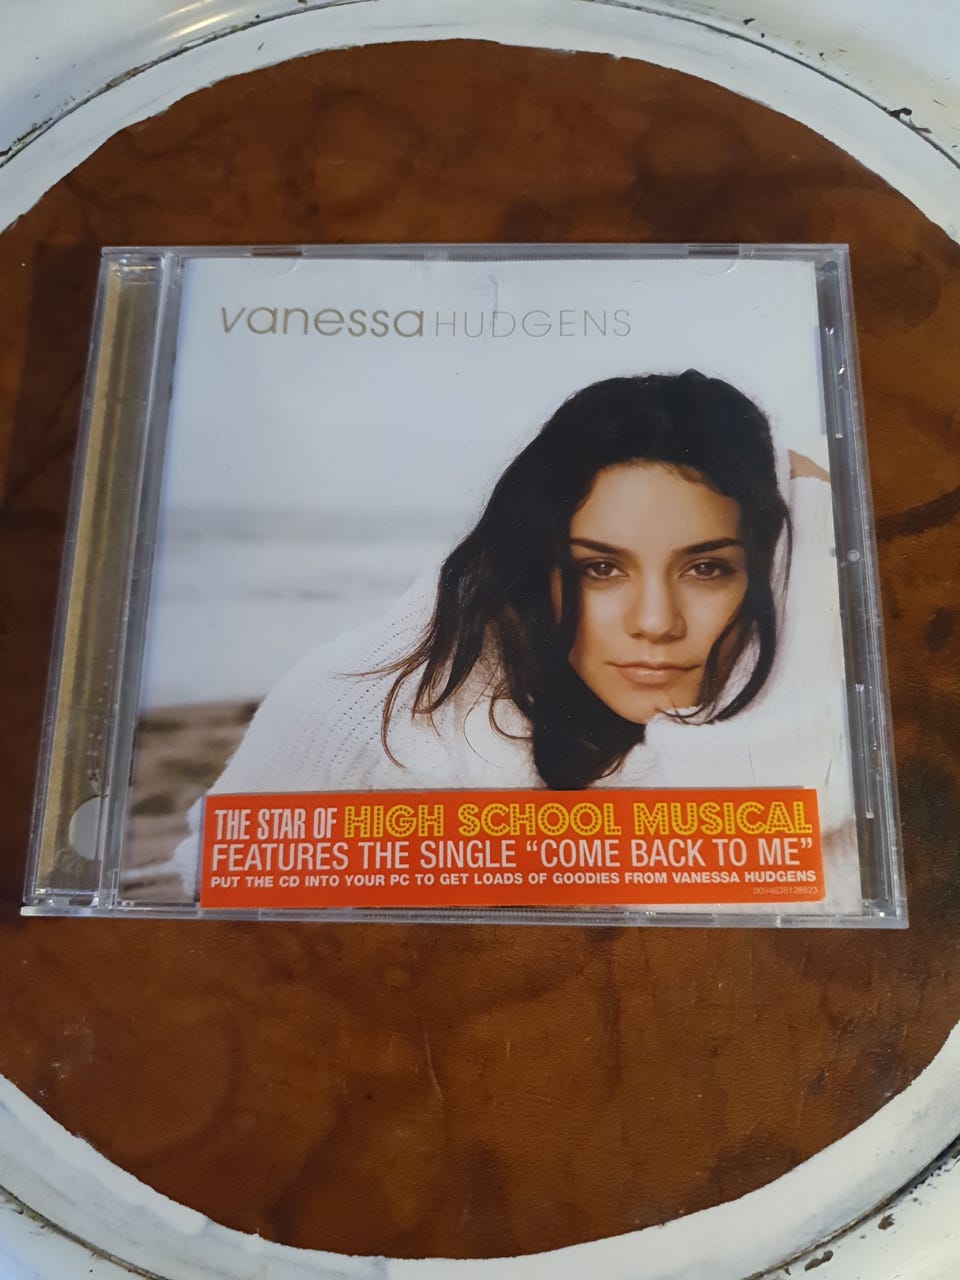 vanessa HUDGENS
THE STAR OF HIGH SCHOOL MUSICAL
FEATURES THE SINGLE “COME BACK TO ME”
PUT THE CD INTO YOUR PC TO GET LOADS OF GOODIES FROM VANESSA HUDGENS
0094638128823